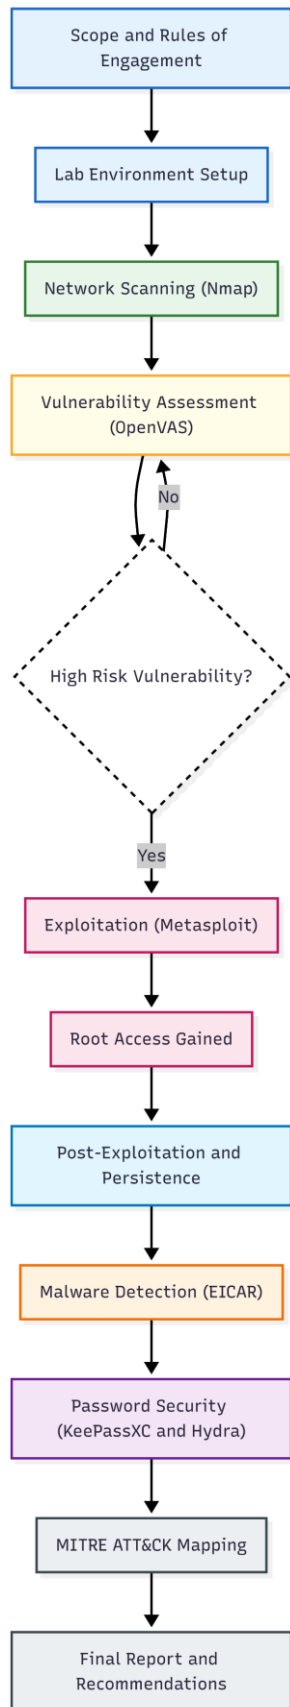 Scope and Rules of
Engagement
Lab Environment Setup
Network Scanning (Nmap)
Vulnerability Assessment
(OpenVAS)
No
High Risk Vulnerability?
Yes
Exploitation (Metasploit)
Root Access Gained
Post-Exploitation and
Persistence
Malware Detection (EICAR)
Password Security
(KeePassXC and Hydra)
MITRE ATT&CK Mapping
Final Report and
Recommendations